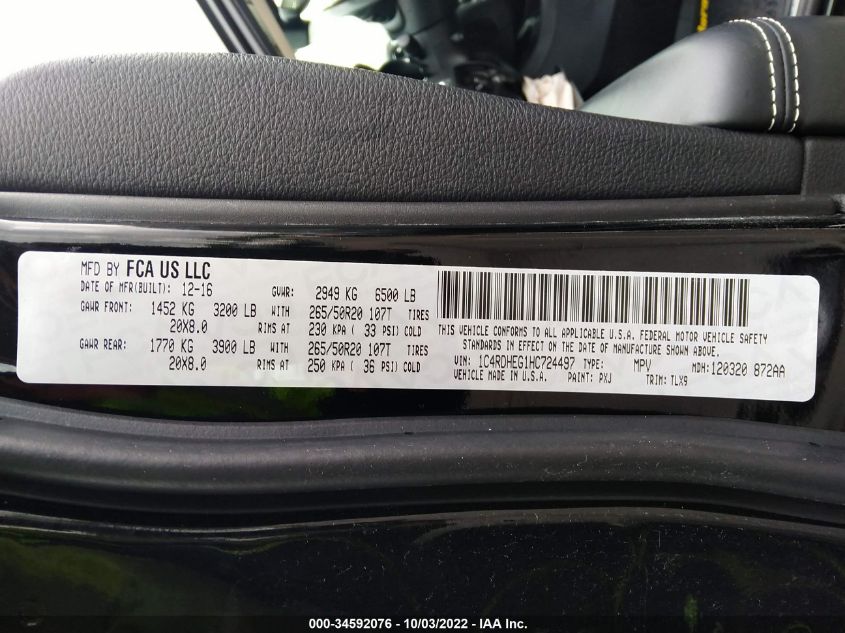 MFD BY FCA US LLC
DATE OF MFR(BUILT): 12-16 GVWR: 2949 KG 6500 LB
GAWR FRONT: 1452 KG 3200 LB WITH 265/50R20 107T TIRES
20X8.0 RIMS AT 230 KPA ( 33 PSI) COLD
GAWR REAR: 1770 KG 3900 LB WITH 265/50R20 107T TIRES
20X8.0 RIMS AT 250 KPA ( 36 PSI) COLD
THIS VEHICLE CONFORMS TO ALL APPLICABLE U.S.A. FEDERAL MOTOR VEHICLE SAFETY
STANDARDS IN EFFECT ON THE DATE OF MANUFACTURE SHOWN ABOVE.
VIN: 1C4RDHEG1HC724497 TYPE: MPV MDH: 120320 872AA
VEHICLE MADE IN U.S.A. PAINT: PXJ TRIM: TLX9
000-34592076 - 10/03/2022 - IAA Inc.